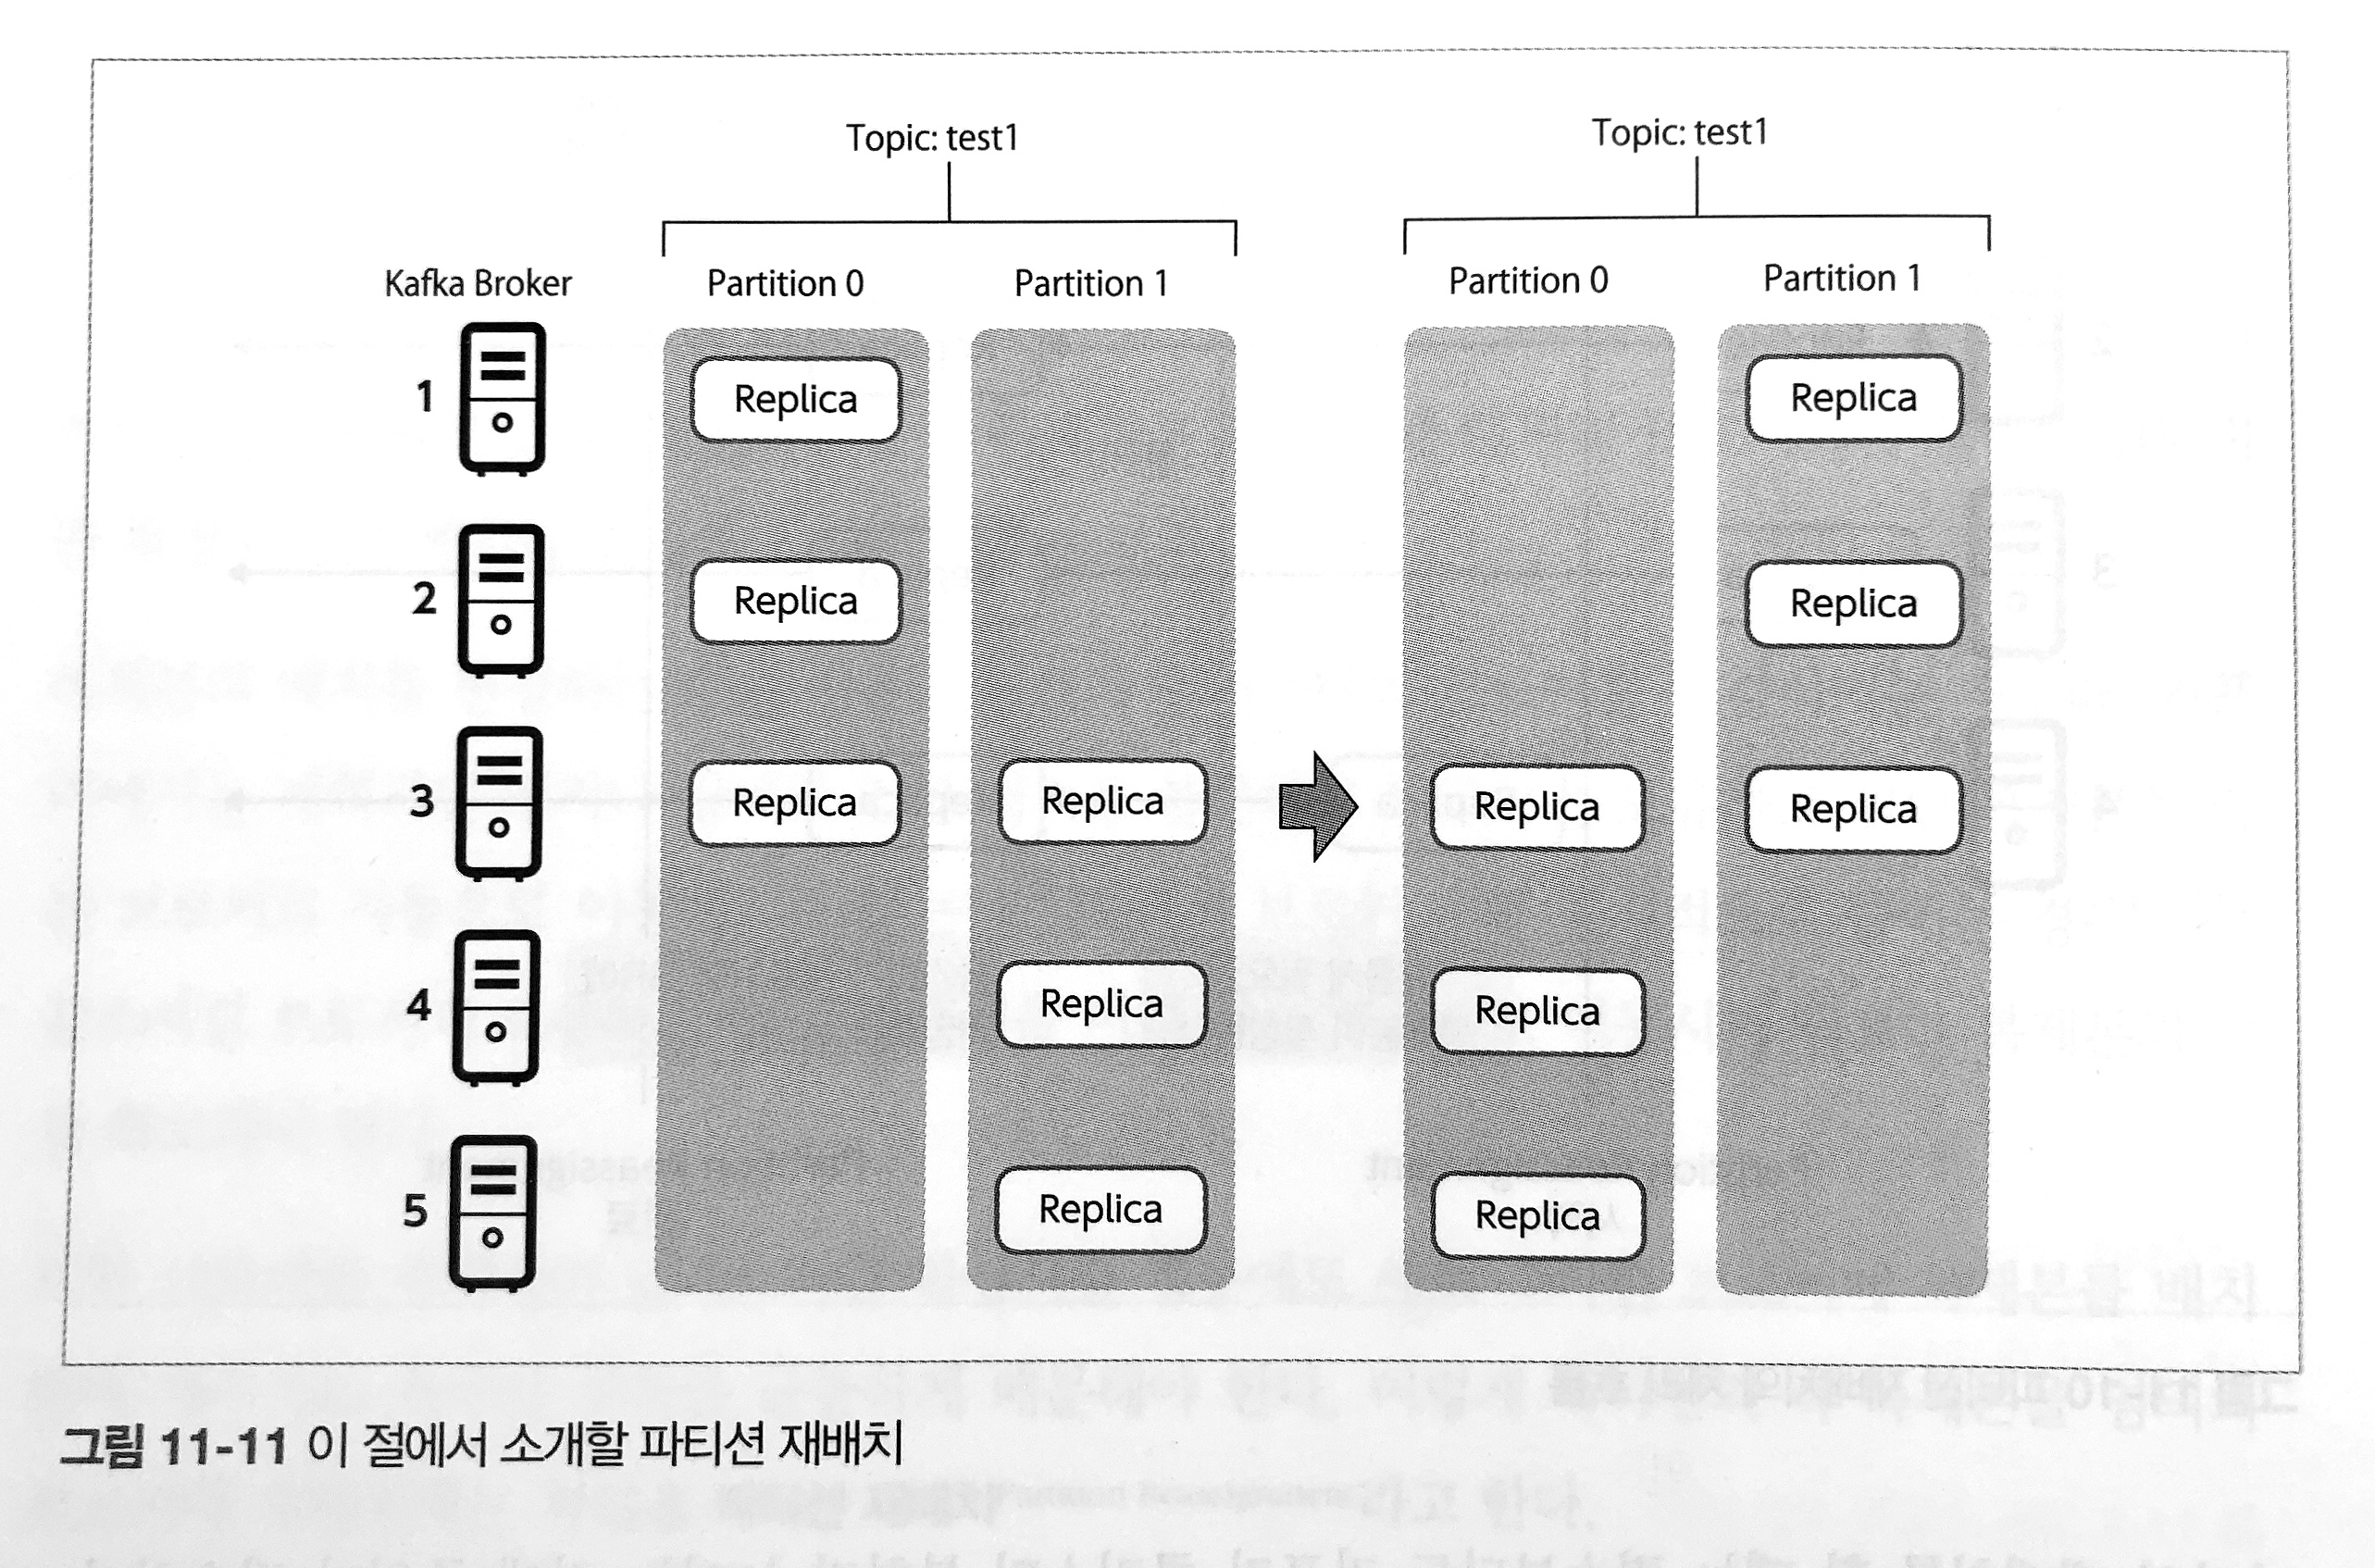 Topic: test1
Topic: test1
Kafka Broker
Partition 0
Partition 1
Partition 0
Partition 1
1
Replica
Replica
2
Replica
Replica
3
Replica
Replica
Replica
Replica
4
Replica
Replica
5
Replica
Replica
그림 11-11 이 절에서 소개할 파티션 재배치